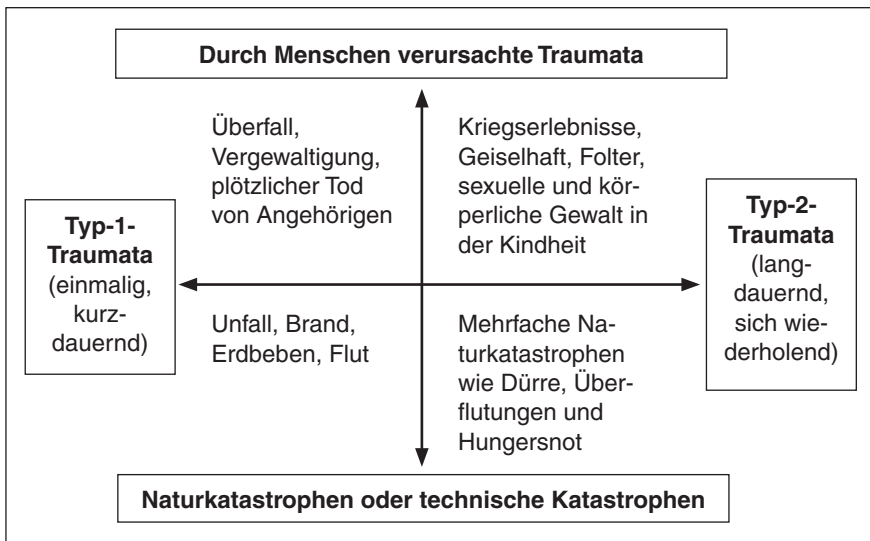 Durch Menschen verursachte Traumata
Überfall,
Vergewaltigung,
plötzlicher Tod
von Angehörigen
Kriegserlebnisse,
Geiselhaft, Folter,
sexuelle und kör-
perliche Gewalt in
der Kindheit
Typ-1-
Traumata
(einmalig,
kurz-
dauernd)
Typ-2-
Traumata
(lang-
dauernd,
sich wie-
derholend)
Unfall, Brand,
Erdbeben, Flut
Mehrfache Na-
turkatastrophen
wie Dürre, Über-
flutungen und
Hungersnot
Naturkatastrophen oder technische Katastrophen